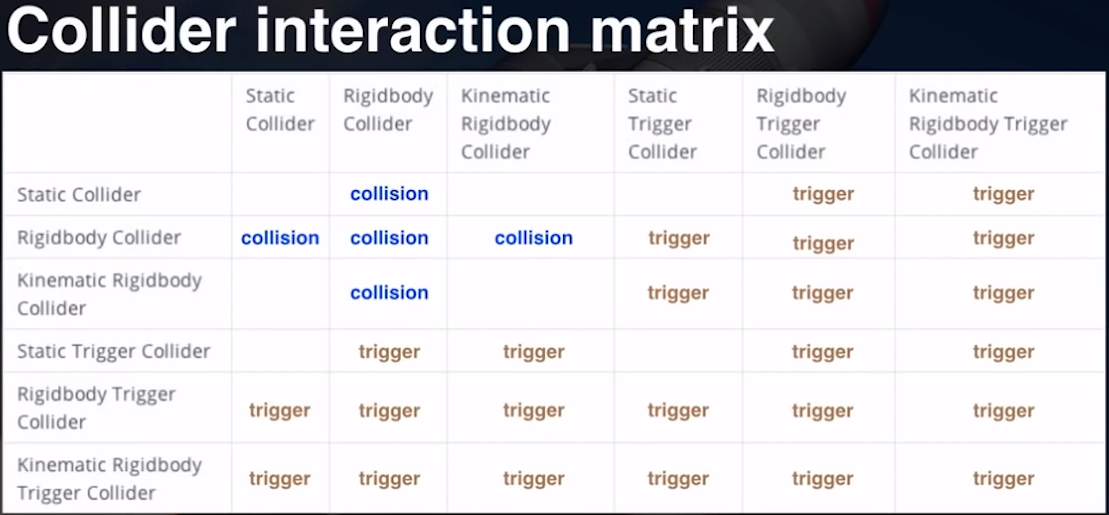 Collider interaction matrix
Static Collider
Rigidbody Collider
Kinematic Rigidbody Collider
Static Trigger Collider
Rigidbody Trigger Collider
Kinematic Rigidbody Trigger Collider
Static Collider collision trigger trigger
Rigidbody Collider collision collision collision trigger trigger trigger
Kinematic Rigidbody Collider collision trigger trigger trigger
Static Trigger Collider trigger trigger trigger trigger
Rigidbody Trigger Collider trigger trigger trigger trigger trigger trigger
Kinematic Rigidbody Trigger Collider trigger trigger trigger trigger trigger trigger